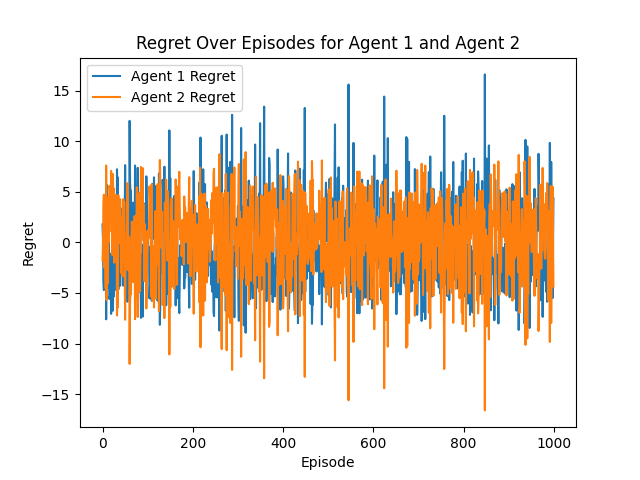 Regret Over Episodes for Agent 1 and Agent 2
Agent 1 Regret
Agent 2 Regret
15
10
5
0
−5
−10
−15
Regret
0 200 400 600 800 1000
Episode